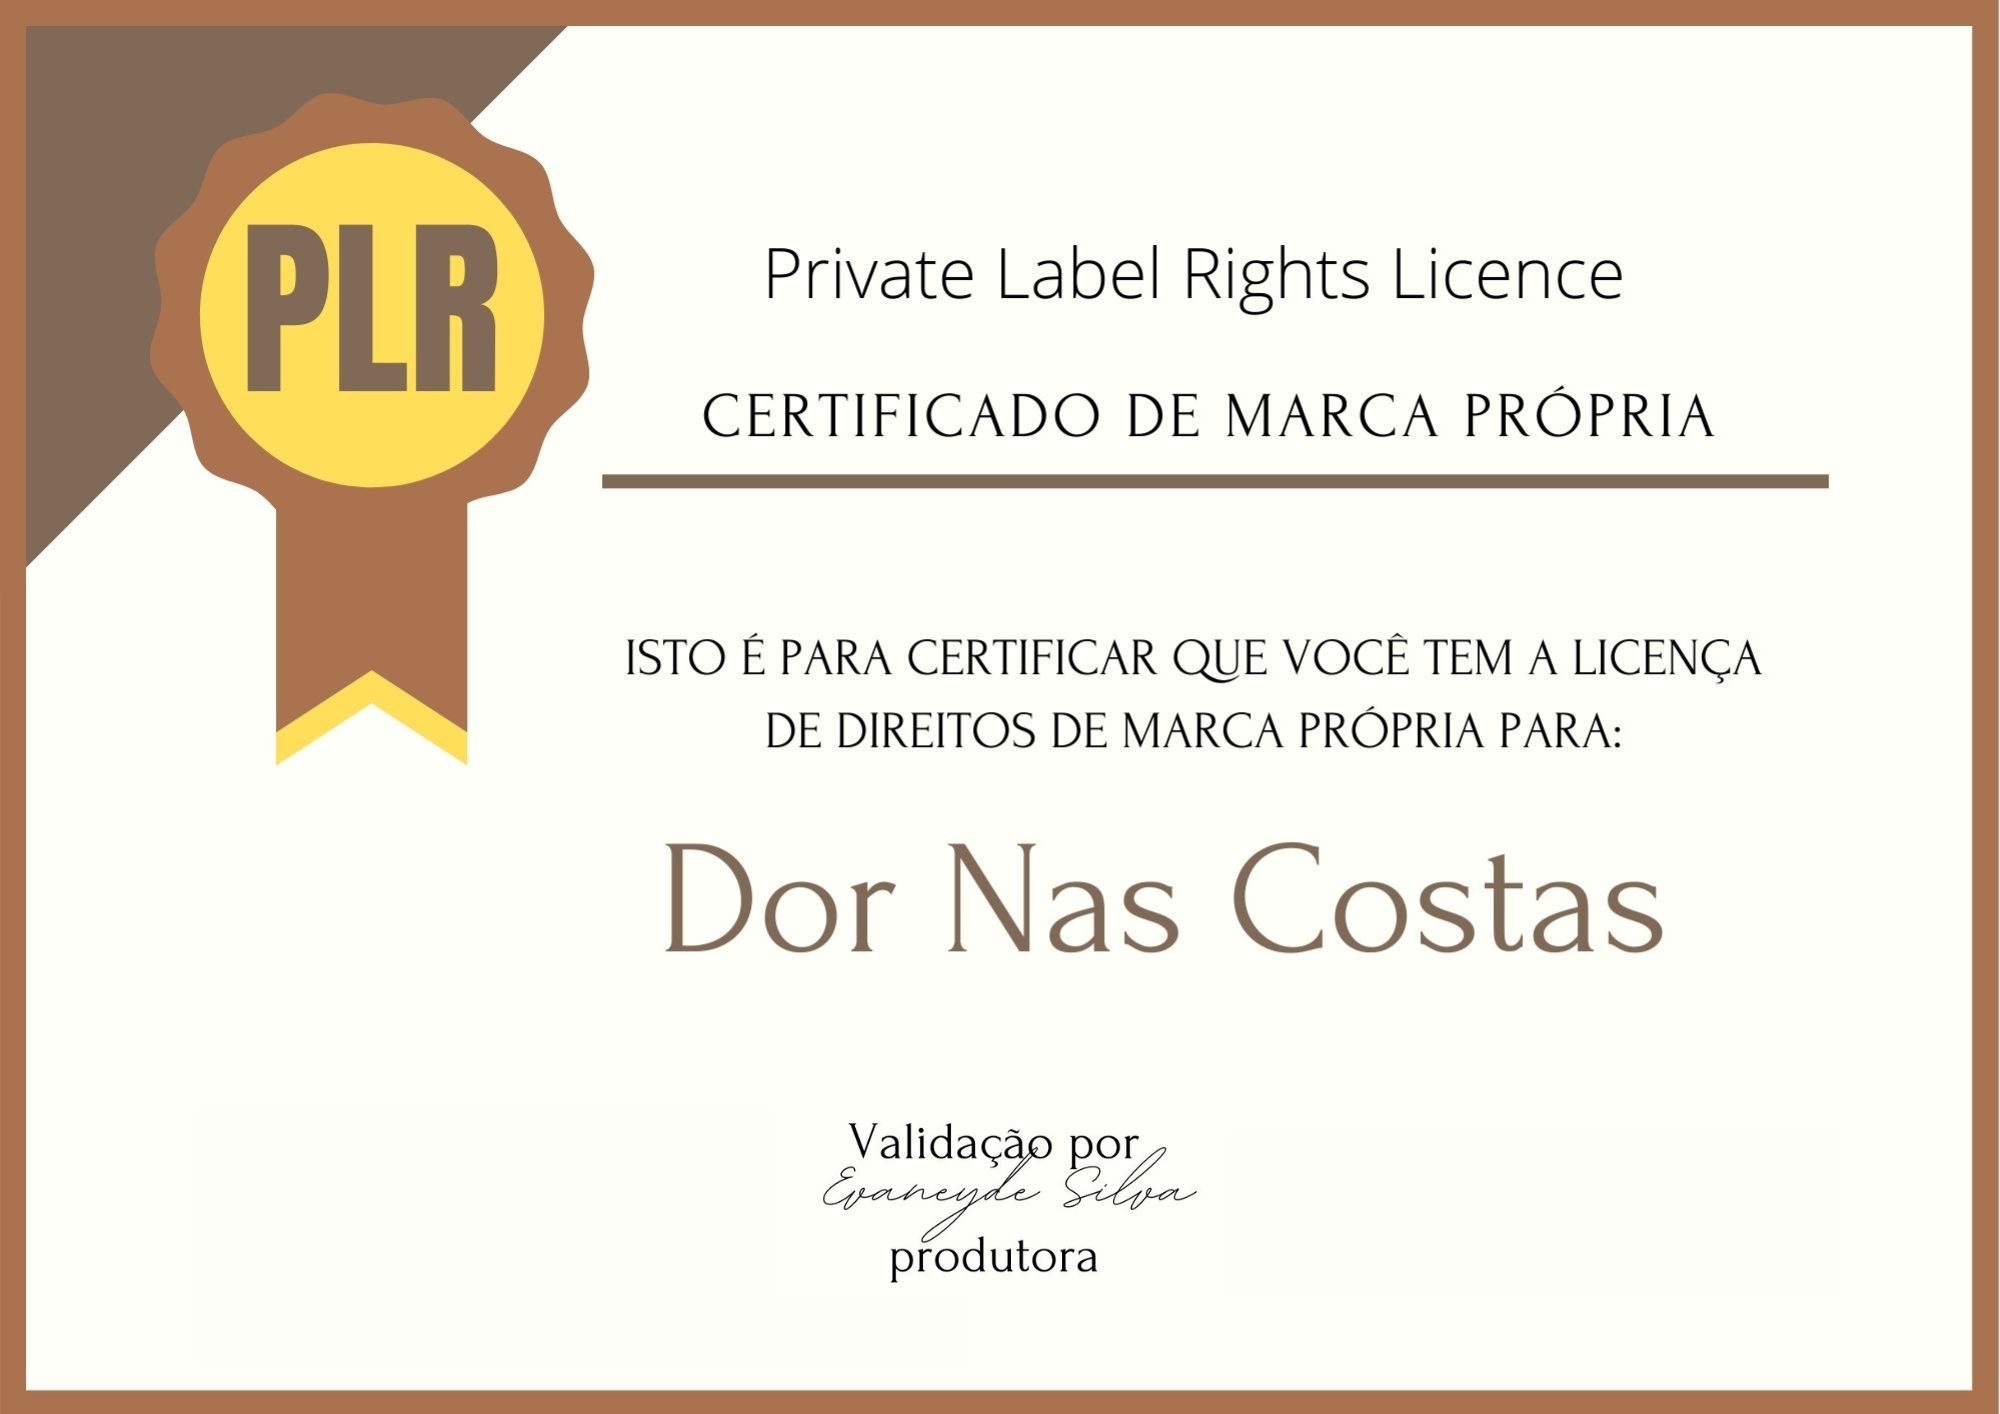 PLR
Private Label Rights Licence
CERTIFICADO DE MARCA PRÓPRIA
ISTO É PARA CERTIFICAR QUE VOCÊ TEM A LICENÇA
DE DIREITOS DE MARCA PRÓPRIA PARA:
Dor Nas Costas
Validação por
Evaneyde Silva
produtora